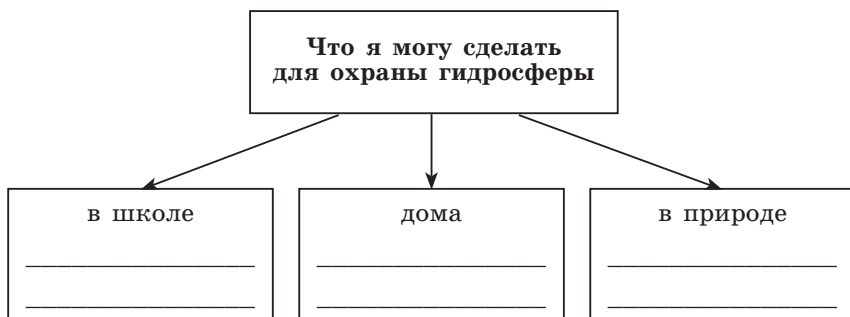 Что я могу сделать
для охраны гидросферы
в школе
дома
в природе